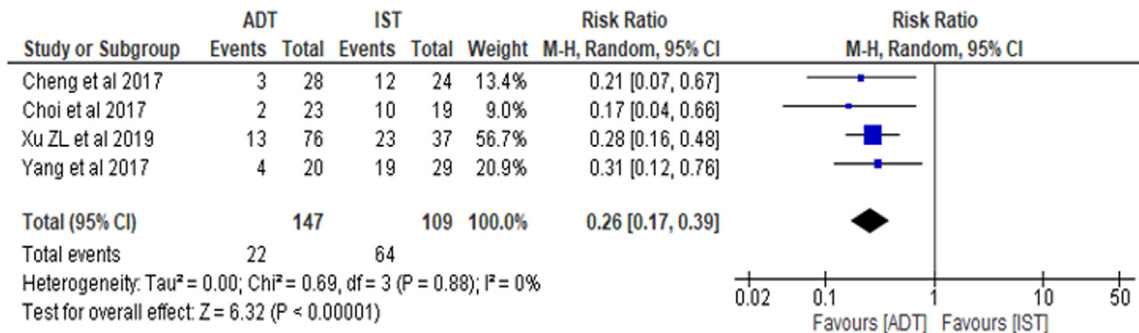 ADT IST Risk Ratio Risk Ratio
Study or Subgroup Events Total Events Total Weight M-H, Random, 95% CI M-H, Random, 95% CI
Cheng et al 2017 3 28 12 24 13.4% 0.21 [0.07, 0.67]
Choi et al 2017 2 23 10 19 9.0% 0.17 [0.04, 0.66]
Xu ZL et al 2019 13 76 23 37 56.7% 0.28 [0.16, 0.48]
Yang et al 2017 4 20 19 29 20.9% 0.31 [0.12, 0.76]
Total (95% CI) 147 109 100.0% 0.26 [0.17, 0.39]
Total events 22 64
Heterogeneity: Tau² = 0.00; Chi² = 0.69, df = 3 (P = 0.88); I² = 0%
Test for overall effect: Z = 6.32 (P < 0.00001)
0.02 0.1 1 10 50
Favours [ADT] Favours [IST]